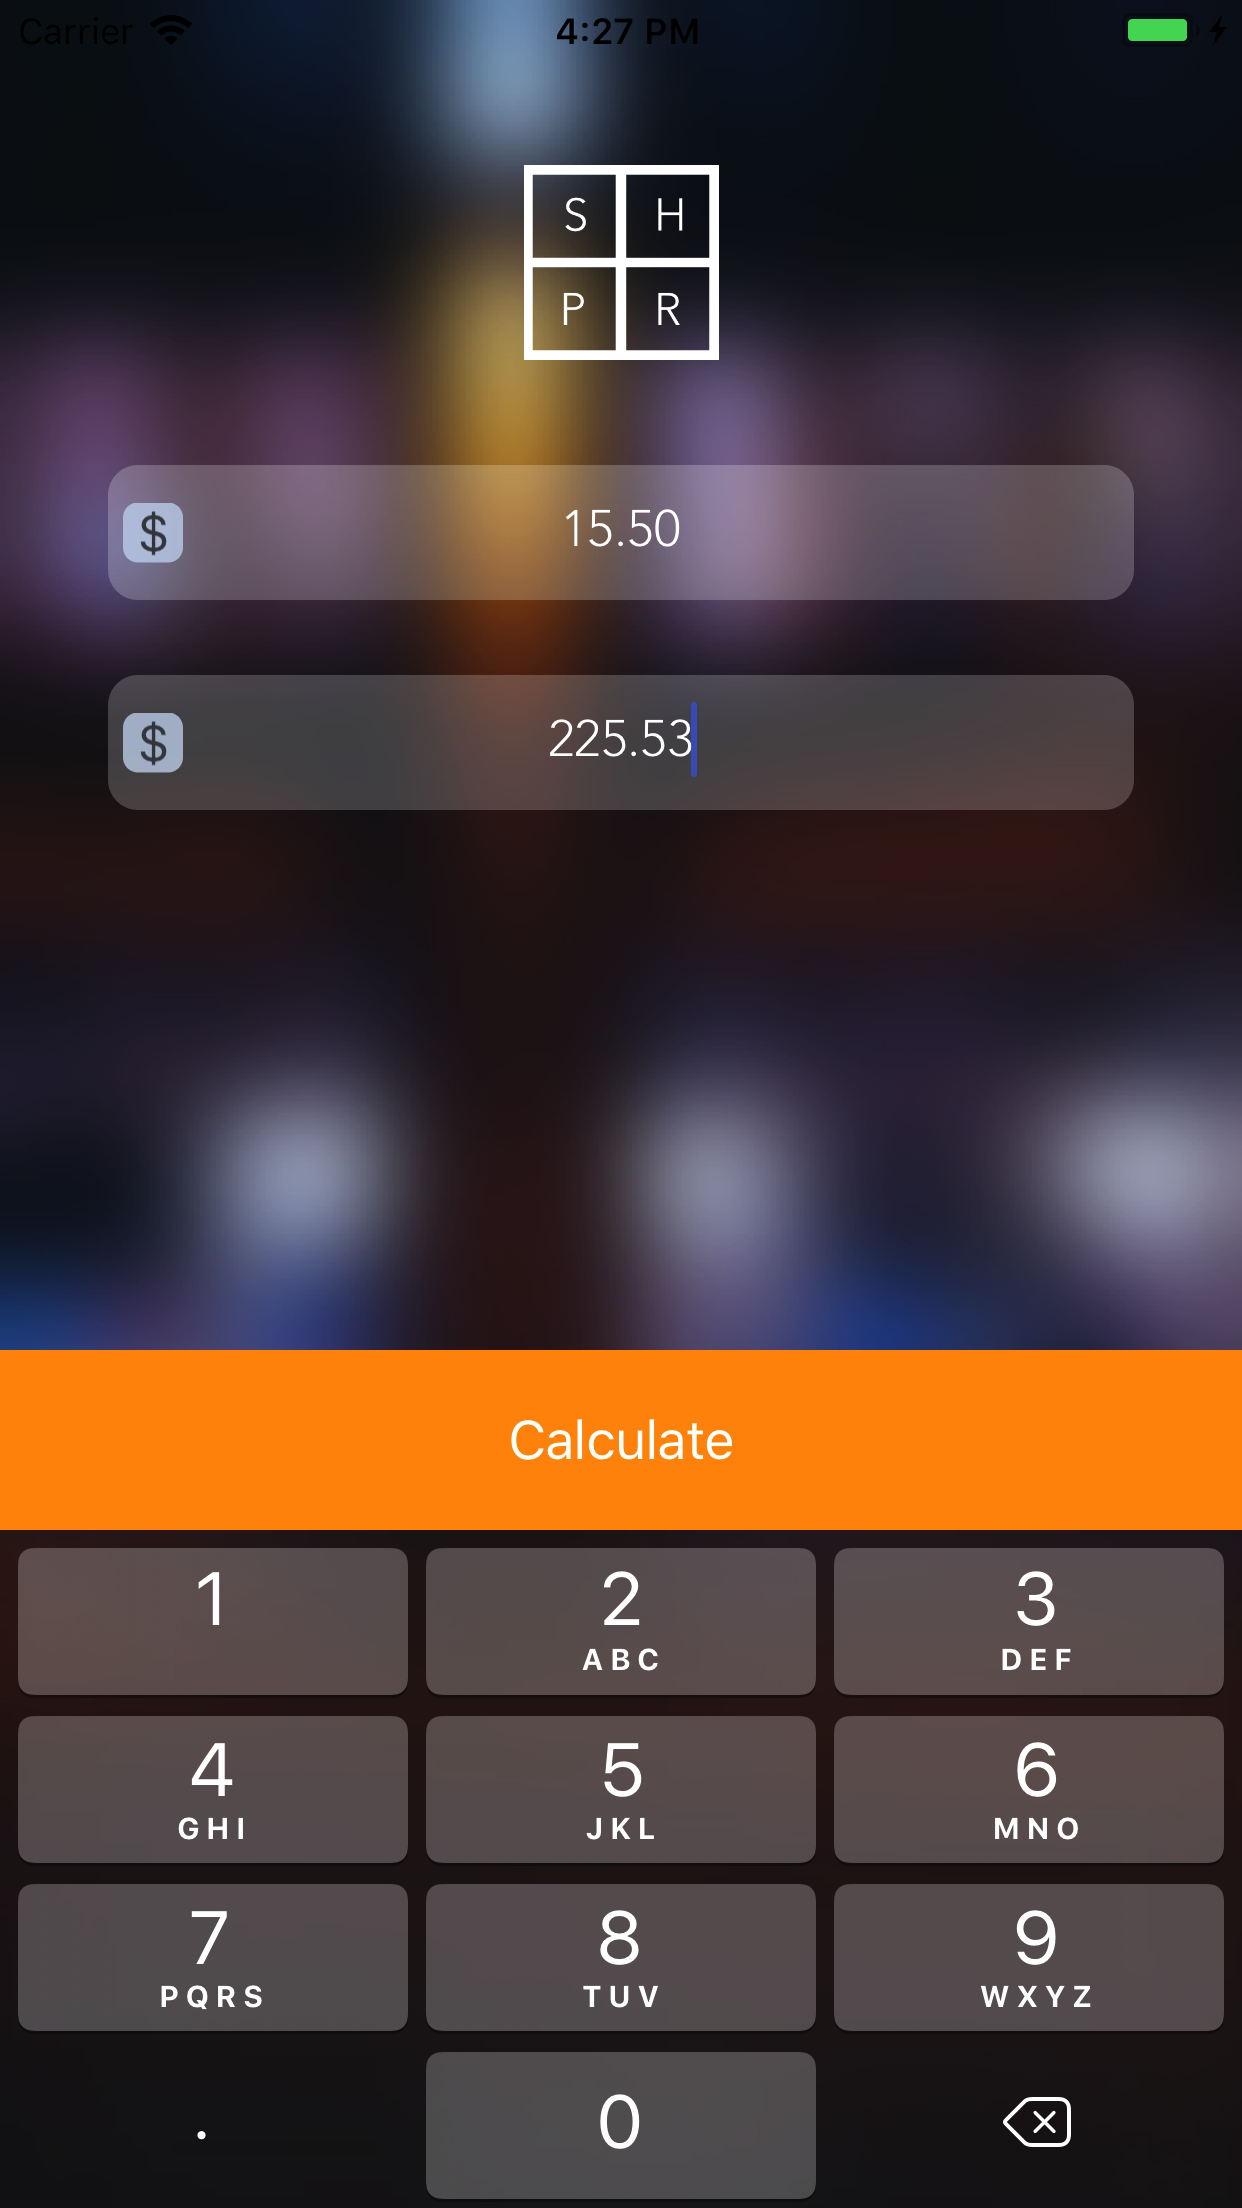 Carrier 4:27 PM
S H
P R
$ 15.50
$ 225.53
Calculate
1 2 3
ABC DEF
4 5 6
GHI JKL MNO
7 8 9
PQRS TUV WXYZ
. 0